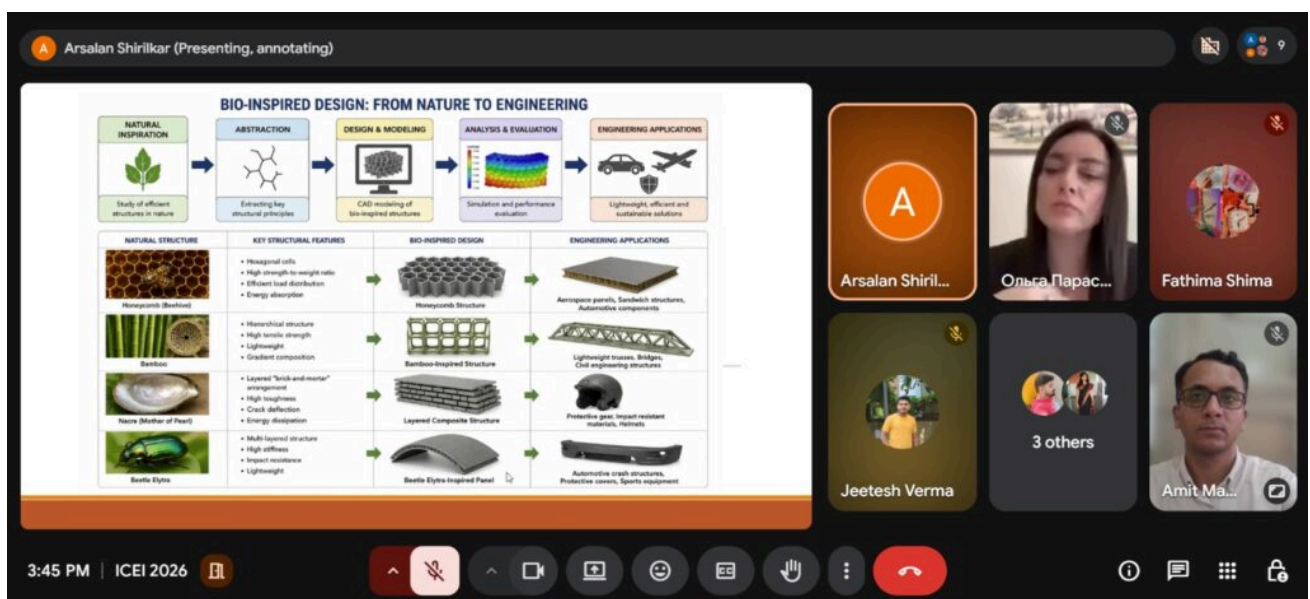 A Arsalan Shirilkar (Presenting, annotating)
9
BIO-INSPIRED DESIGN: FROM NATURE TO ENGINEERING
NATURAL
INSPIRATION
Study of efficient
structures in nature
ABSTRACTION
Extracting key
structural principles
DESIGN & MODELING
CAD modeling of
bio-inspired structures
ANALYSIS & EVALUATION
Simulation and performance
evaluation
ENGINEERING APPLICATIONS
Lightweight, efficient and
sustainable solutions
NATURAL STRUCTURE KEY STRUCTURAL FEATURES BIO-INSPIRED DESIGN ENGINEERING APPLICATIONS
Honeycomb (Beehive)
• Hexagonal cells
• High strength-to-weight ratio
• Efficient load distribution
• Energy absorption
Honeycomb Structure
Aerospace panels, Sandwich structures,
Automotive components
Bamboo
• Hierarchical structure
• High tensile strength
• Lightweight
• Gradient composition
Bamboo-Inspired Structure
Lightweight trusses, Bridges,
Civil engineering structures
Nacre (Mother of Pearl)
• Layered "brick-and-mortar"
arrangement
• High toughness
• Crack deflection
• Energy dissipation
Layered Composite Structure
Protective gear, Impact resistant
materials, Helmets
Beetle Elytra
• Multi-layered structure
• High stiffness
• Impact resistance
• Lightweight
Beetle Elytra-Inspired Panel
Automotive crash structures,
Protective covers, Sports equipment
A
Arsalan Shiril...
Ольга Парас...
Fathima Shima
Jeetesh Verma
3 others
Amit Ma...
3:45 PM | ICEI 2026
CC